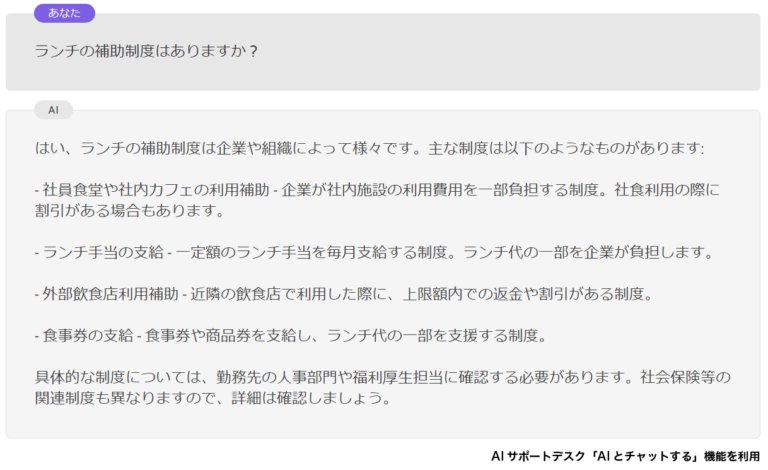 あなた
ランチの補助制度はありますか？
AI
はい、ランチの補助制度は企業や組織によって様々です。主な制度は以下のようなものがあります:
- 社員食堂や社内カフェの利用補助 - 企業が社内施設の利用費用を一部負担する制度。社食利用の際に
割引がある場合もあります。
- ランチ手当の支給 - 一定額のランチ手当を毎月支給する制度。ランチ代の一部を企業が負担します。
- 外部飲食店利用補助 - 近隣の飲食店で利用した際に、上限額内での返金や割引がある制度。
- 食事券の支給 - 食事券や商品券を支給し、ランチ代の一部を支援する制度。
具体的な制度については、勤務先の人事部門や福利厚生担当に確認する必要があります。社会保険等の
関連制度も異なりますので、詳細は確認しましょう。
AIサポートデスク「AIとチャットする」機能を利用